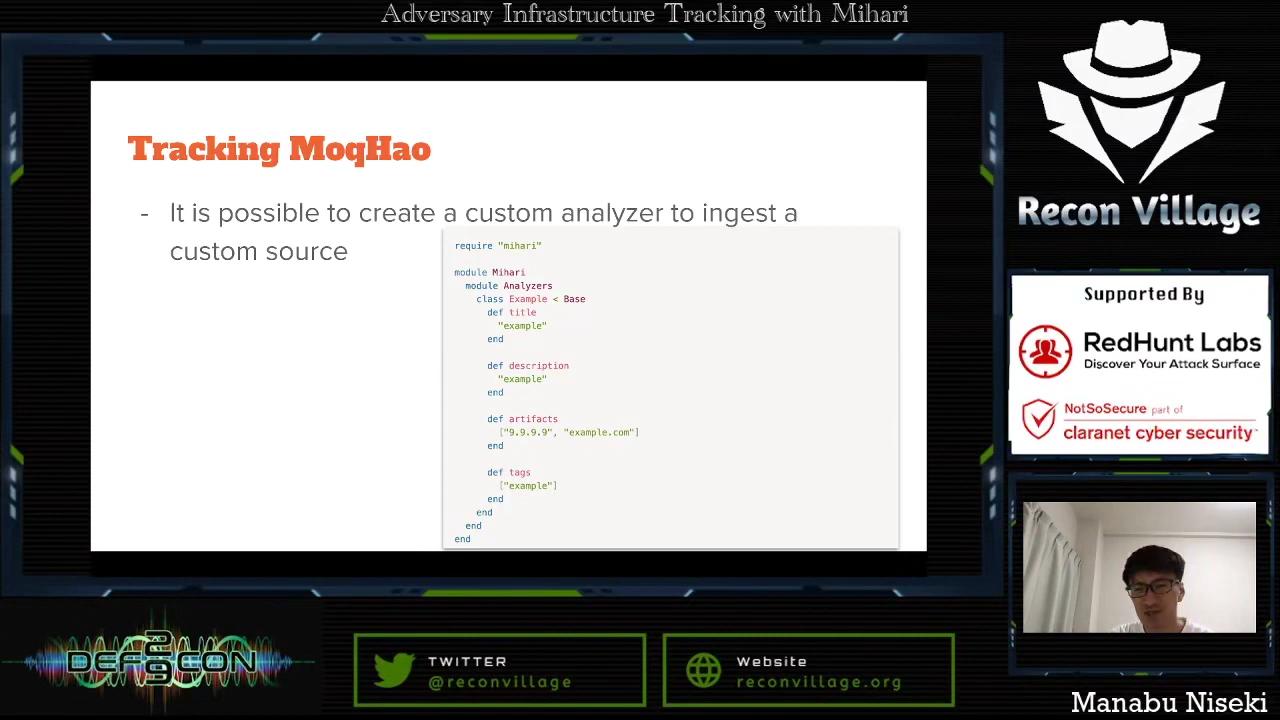 Adversary Infrastructure Tracking with Mihari
Tracking MoqHao
- It is possible to create a custom analyzer to ingest a
custom source
require "mihari"
module Mihari
module Analyzers
class Example < Base
def title
"example"
end
def description
"example"
end
def artifacts
["9.9.9.9", "example.com"]
end
def tags
["example"]
end
end
end
end
Recon Village
Supported By
RedHunt Labs
Discover Your Attack Surface
NotSoSecure part of
claranet cyber security
DEF CON
29
TWITTER
@reconvillage
Website
reconvillage.org
Manabu Niseki